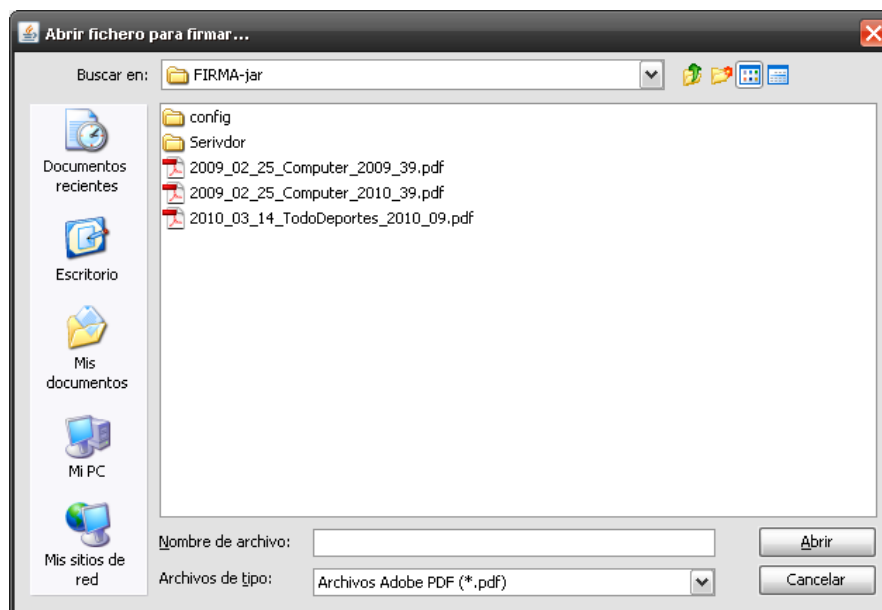 Abrir fichero para firmar...
Buscar en: FIRMA-jar
Documentos
recientes
Escritorio
Mis
documentos
Mi PC
Mis sitios de
red
config
Serivdor
2009_02_25_Computer_2009_39.pdf
2009_02_25_Computer_2010_39.pdf
2010_03_14_TodoDeportes_2010_09.pdf
Nombre de archivo: Abrir
Archivos de tipo: Archivos Adobe PDF (*.pdf) Cancelar